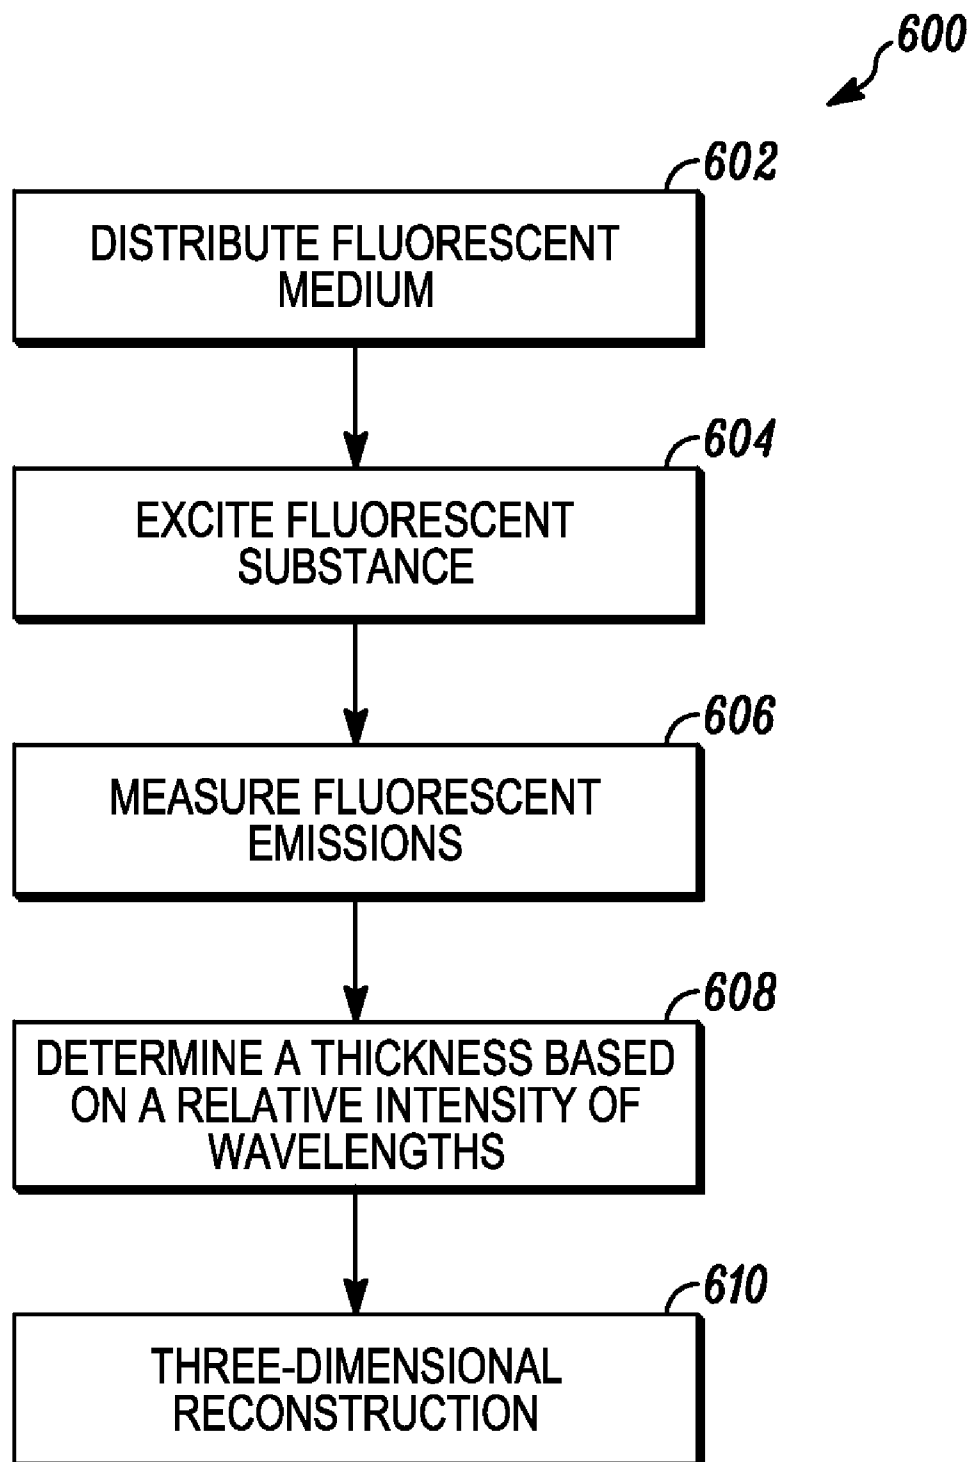 600
602
DISTRIBUTE FLUORESCENT
MEDIUM
604
EXCITE FLUORESCENT
SUBSTANCE
606
MEASURE FLUORESCENT
EMISSIONS
608
DETERMINE A THICKNESS BASED
ON A RELATIVE INTENSITY OF
WAVELENGTHS
610
THREE-DIMENSIONAL
RECONSTRUCTION